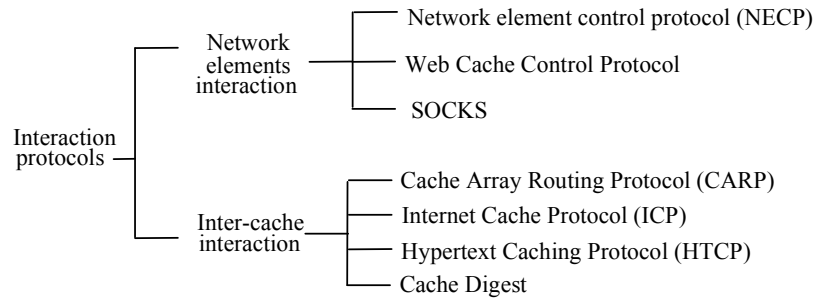 Interaction
protocols
Network
elements
interaction
Network element control protocol (NECP)
Web Cache Control Protocol
SOCKS
Inter-cache
interaction
Cache Array Routing Protocol (CARP)
Internet Cache Protocol (ICP)
Hypertext Caching Protocol (HTCP)
Cache Digest